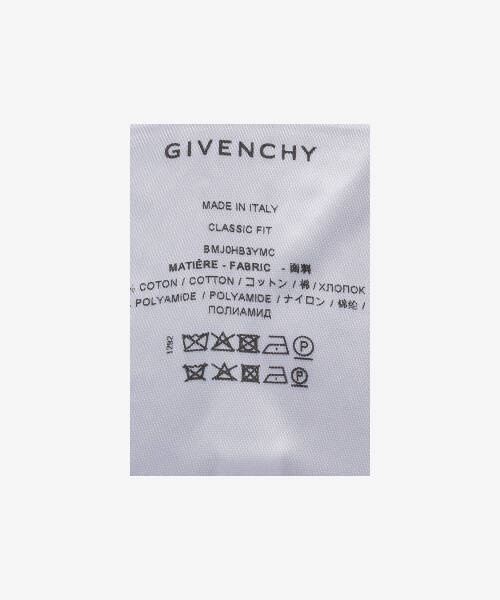 GIVENCHY
MADE IN ITALY
CLASSIC FIT
BMJ0HB3YMC
MATIÈRE - FABRIC - 面料
% COTON / COTTON / コットン / 棉 / ХЛОПОК
POLYAMIDE / POLYAMIDE / ナイロン / 锦纶 /
ПОЛИАМИД
1292